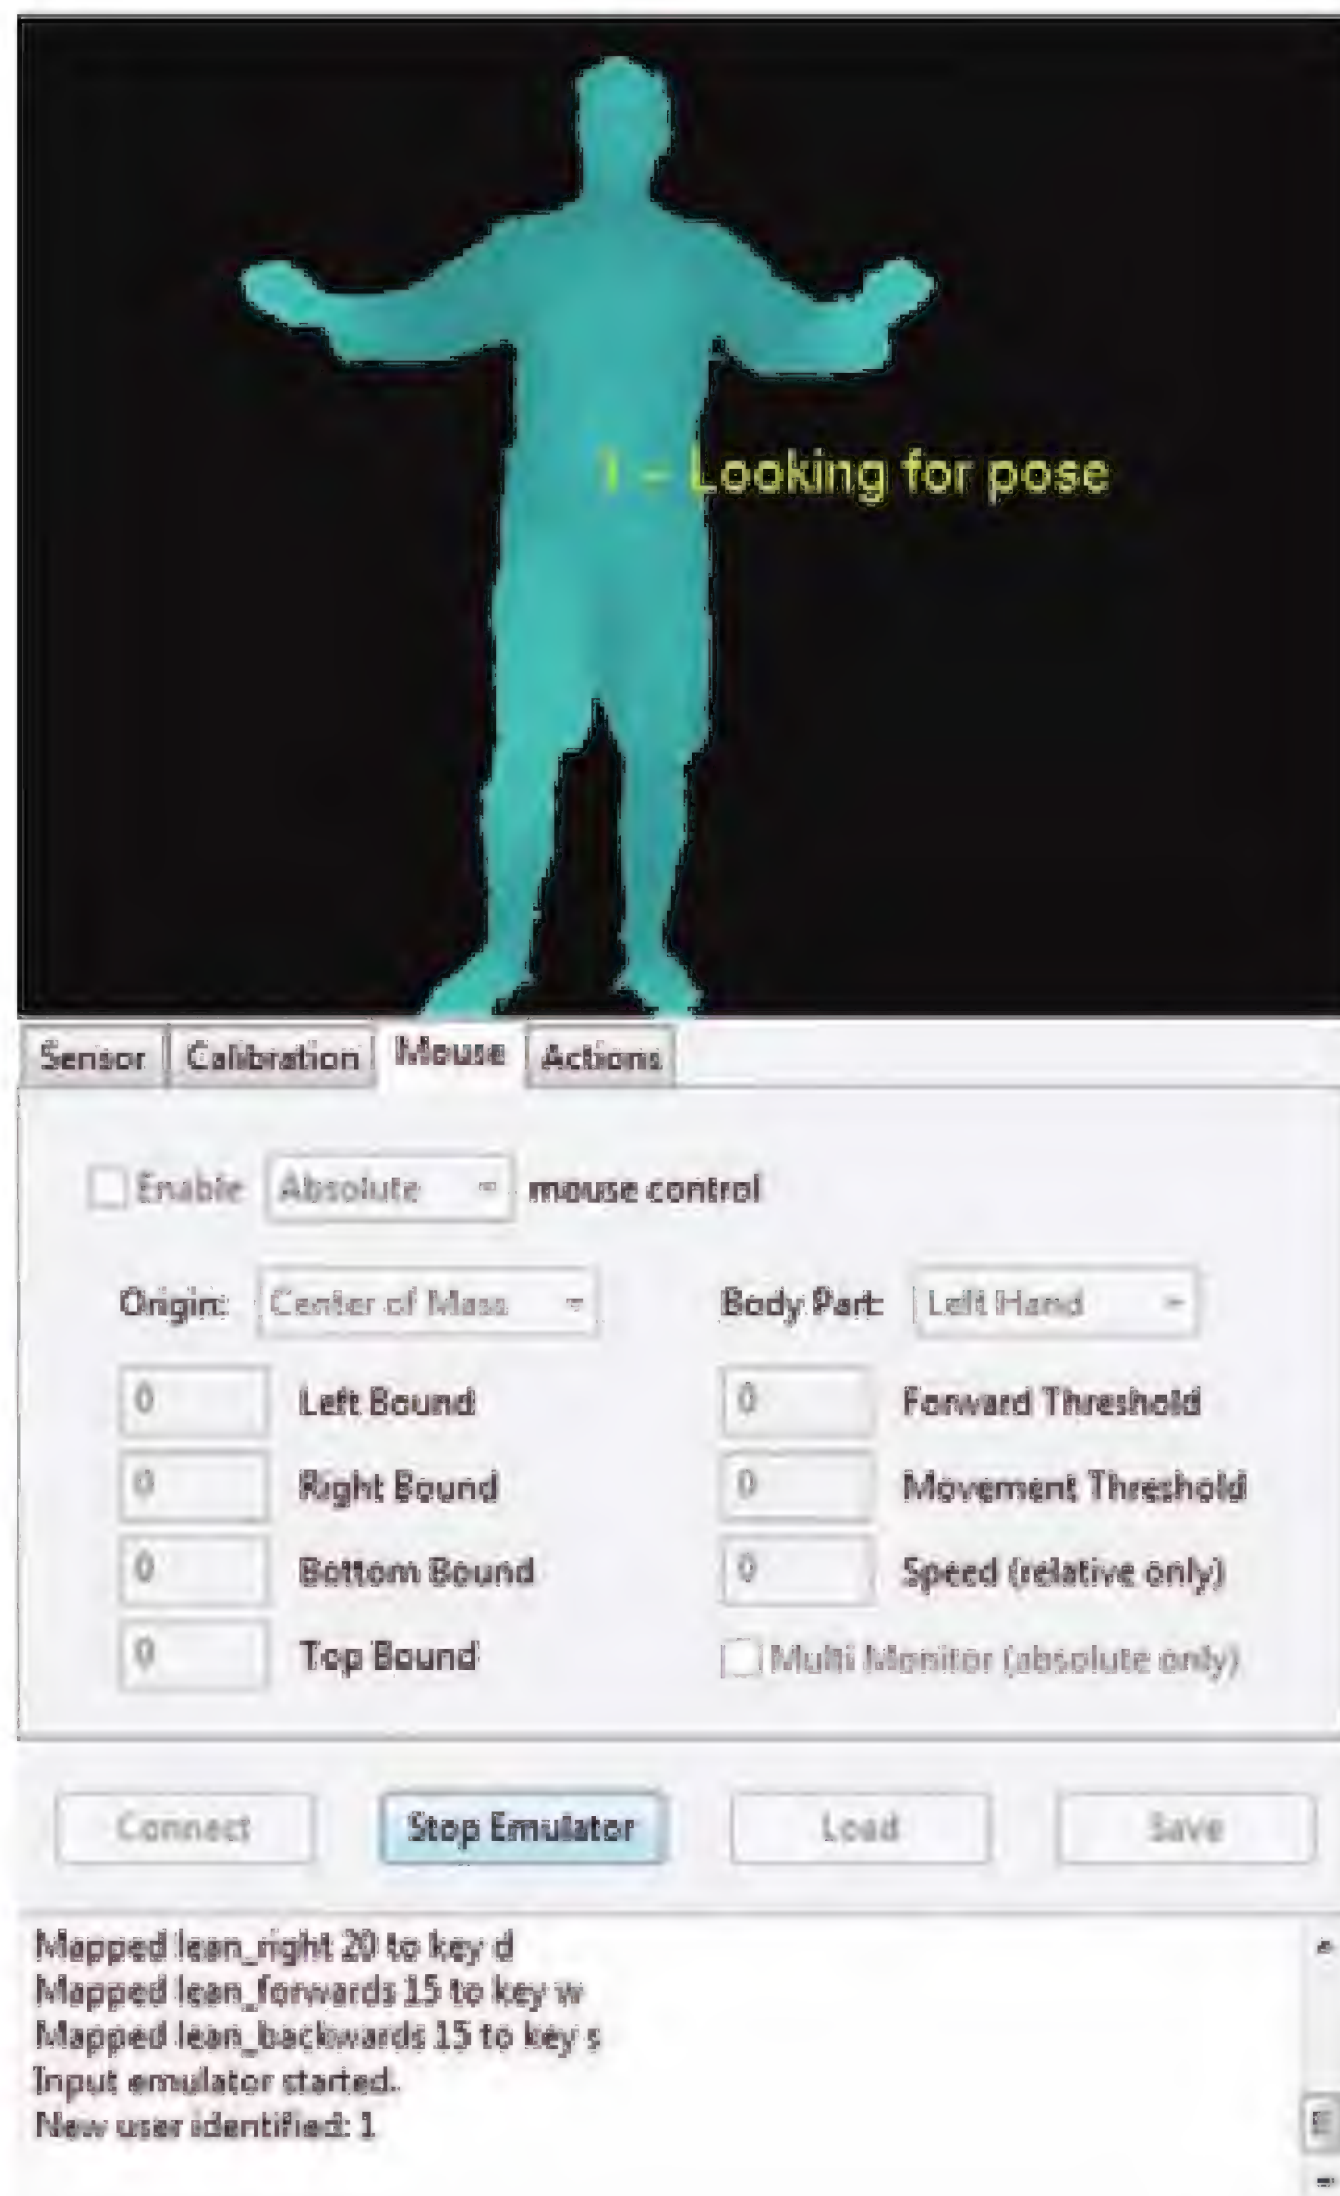 1 - Looking for pose
Sensor Calibration Mouse Actions
Enable Absolute mouse control
Origin: Center of Mass Body Part: Left Hand
0 Left Bound 0 Forward Threshold
0 Right Bound 0 Movement Threshold
0 Bottom Bound 0 Speed (relative only)
0 Top Bound Multi Monitor (absolute only)
Connect Stop Emulator Load Save
Mapped lean_right 20 to key d
Mapped lean_forwards 15 to key w
Mapped lean_backwards 15 to key s
Input emulator started.
New user identified: 1